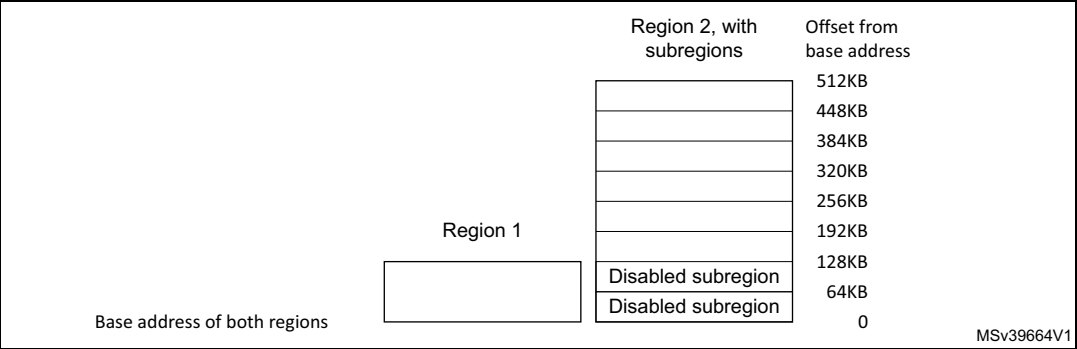 Region 2, with
subregions
Offset from
base address
512KB
448KB
384KB
320KB
256KB
Region 1
192KB
128KB
Disabled subregion
64KB
Disabled subregion
Base address of both regions
0
MSv39664V1